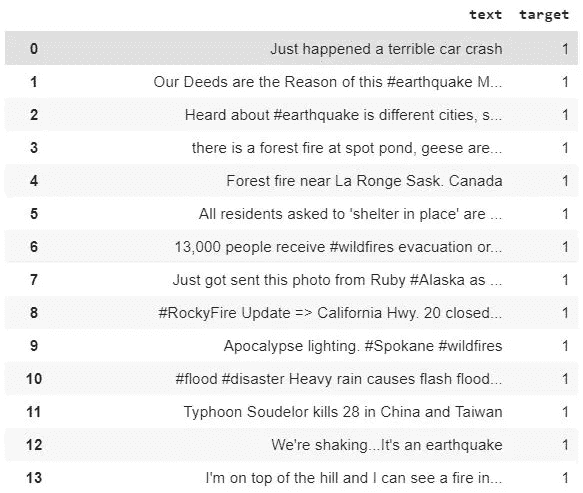 text target
0 Just happened a terrible car crash 1
1 Our Deeds are the Reason of this #earthquake M... 1
2 Heard about #earthquake is different cities, s... 1
3 there is a forest fire at spot pond, geese are... 1
4 Forest fire near La Ronge Sask. Canada 1
5 All residents asked to 'shelter in place' are ... 1
6 13,000 people receive #wildfires evacuation or... 1
7 Just got sent this photo from Ruby #Alaska as ... 1
8 #RockyFire Update => California Hwy. 20 closed... 1
9 Apocalypse lighting. #Spokane #wildfires 1
10 #flood #disaster Heavy rain causes flash flood... 1
11 Typhoon Soudelor kills 28 in China and Taiwan 1
12 We're shaking...It's an earthquake 1
13 I'm on top of the hill and I can see a fire in... 1